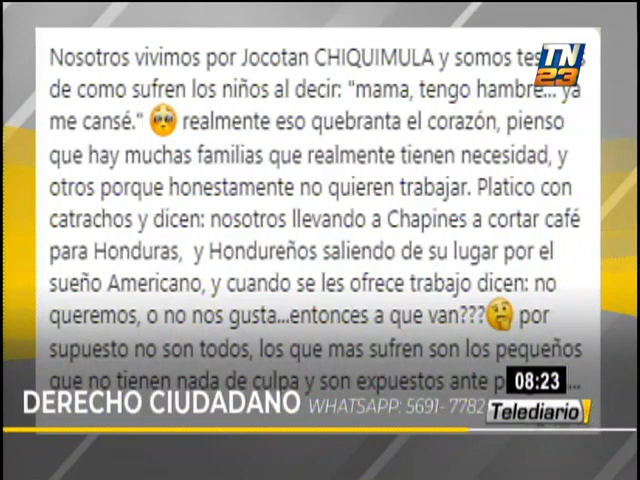 Nosotros vivimos por Jocotan CHIQUIMULA y somos
TN
23
de como sufren los niños al decir: "mama, tengo hambre... ya
me cansé." 🥺 realmente eso quebranta el corazón, pienso
que hay muchas familias que realmente tienen necesidad, y
otros porque honestamente no quieren trabajar. Platico con
catrachos y dicen: nosotros llevando a Chapines a cortar café
para Honduras, y Hondureños saliendo de su lugar por el
sueño Americano, y cuando se les ofrece trabajo dicen: no
queremos, o no nos gusta...entonces a que van???🤔 por
supuesto no son todos, los que mas sufren son los pequeños
que no tienen nada de culpa y son expuestos ante
08:23
DERECHO CIUDADANO WHATSAPP: 5691- 7782
Telediario